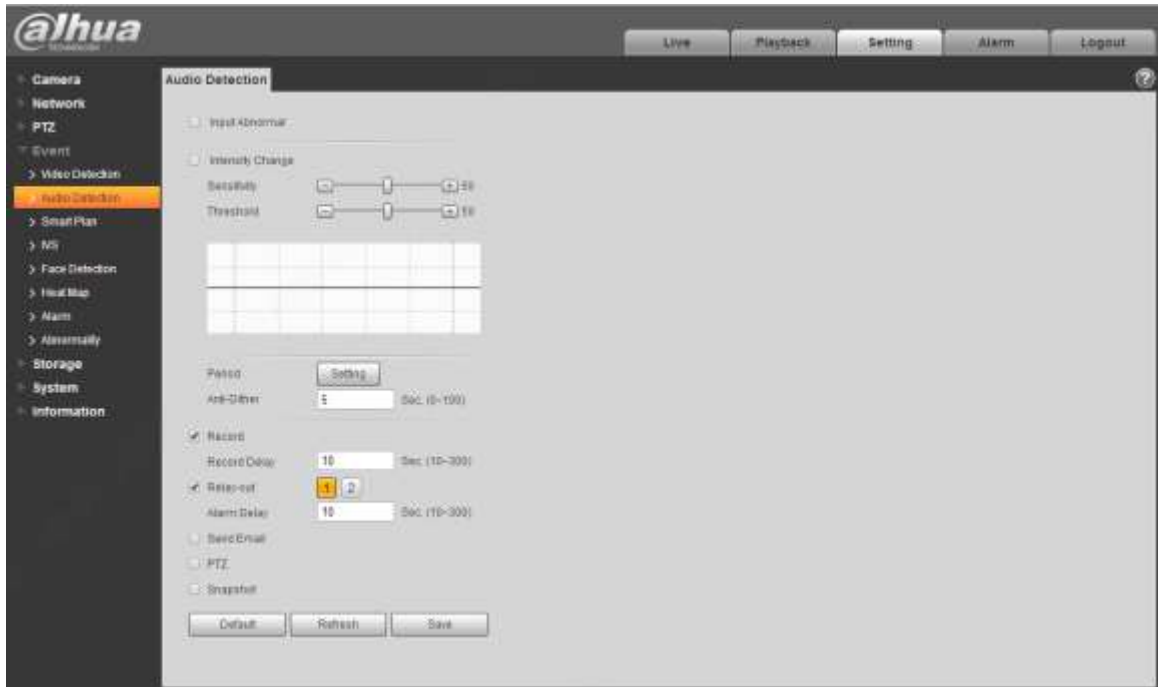 alhua
TECHNOLOGY
Live Playback Setting Alarm Logout
Camera
Network
PTZ
Event
Video Detection
Audio Detection
Smart Plan
IVS
Face Detection
Heat Map
Alarm
Abnormality
Storage
System
Information
Audio Detection
Input Abnormal
Intensity Change
Sensitivity 50
Threshold 50
Period Setting
Anti-Dither 5 Sec. (0~100)
Record
Record Delay 10 Sec. (10~300)
Relay-out 1 2
Alarm Delay 10 Sec. (10~300)
Send Email
PTZ
Snapshot
Default Refresh Save